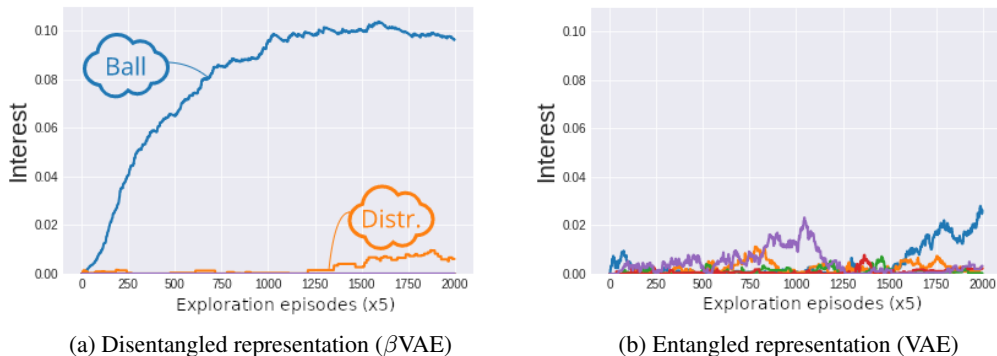 0.10
0.08
0.06
0.04
0.02
0.00
Interest
Ball
Distr.
0 250 500 750 1000 1250 1500 1750 2000
Exploration episodes (x5)
(a) Disentangled representation (βVAE)
0.10
0.08
0.06
0.04
0.02
0.00
Interest
0 250 500 750 1000 1250 1500 1750 2000
Exploration episodes (x5)
(b) Entangled representation (VAE)